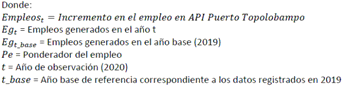 Donde:
Empleos_t = Incremento en el empleo en API Puerto Topolobampo
Eg_t = Empleos generados en el año t
Eg_t_base = Empleos generados en el año base (2019)
Pe = Ponderador del empleo
t = Año de observación (2020)
t_base = Año base de referencia correspondiente a los datos registrados en 2019